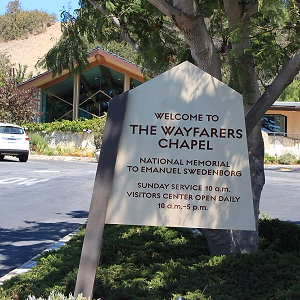 WELCOME TO
THE WAYFARERS
CHAPEL
NATIONAL MEMORIAL
TO EMANUEL SWEDENBORG
SUNDAY SERVICE 10 a.m.
VISITORS CENTER OPEN DAILY
10 a.m.-5 p.m.